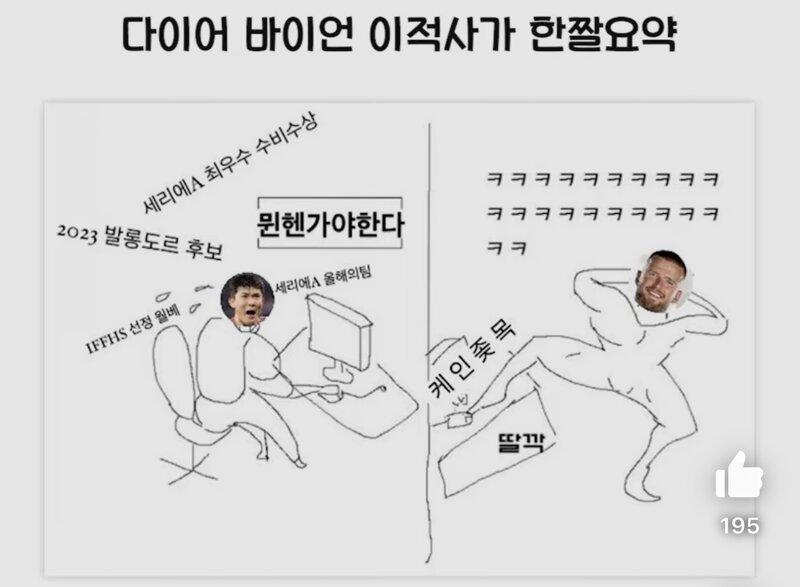 다이어 바이언 이적사가 한짤요약
세리에A 최우수 수비수상
2023 발롱도르 후보
뮌헨가야한다
세리에A 올해의팀
IFFHS 선정 월베
ㅋㅋㅋㅋㅋㅋㅋㅋㅋㅋ
ㅋㅋㅋㅋㅋㅋㅋㅋㅋㅋ
ㅋㅋ
케인좆목
딸깍
195